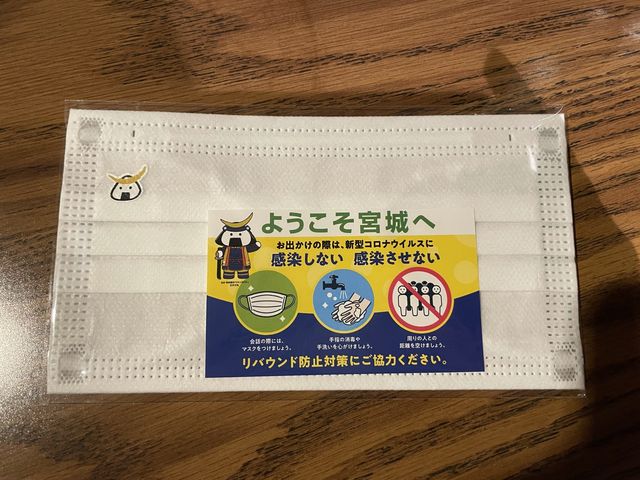 ようこそ宮城へ
お出かけの際は、新型コロナウイルスに
感染しない 感染させない
会話の際には、
マスクをつけましょう。
手指の消毒や
手洗いを心がけましょう。
周りの人との
距離を空けましょう。
リバウンド防止対策にご協力ください。